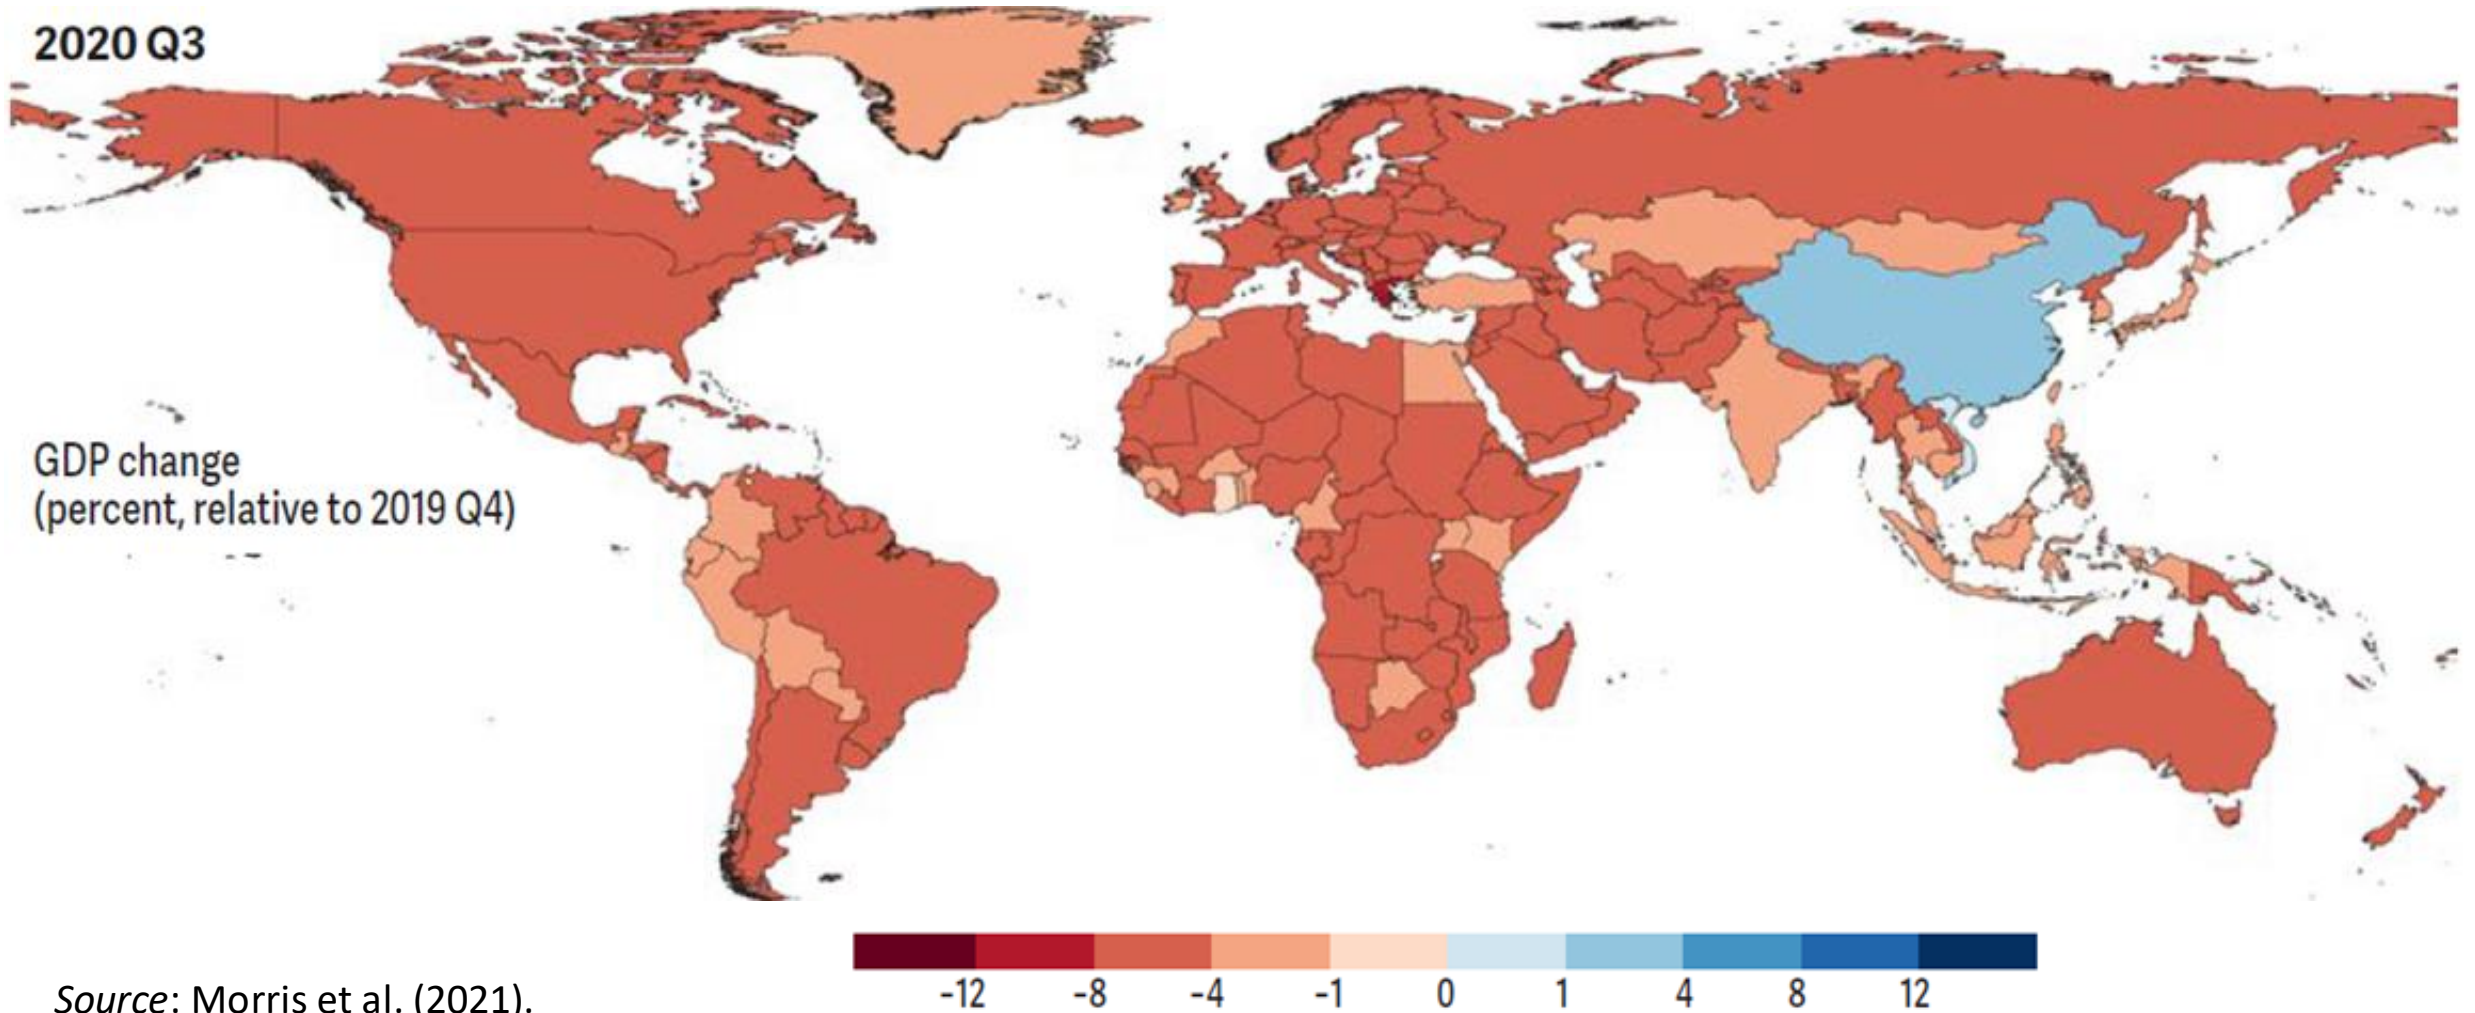 2020 Q3
GDP change
(percent, relative to 2019 Q4)
-12 -8 -4 -1 0 1 4 8 12
Source: Morris et al. (2021).